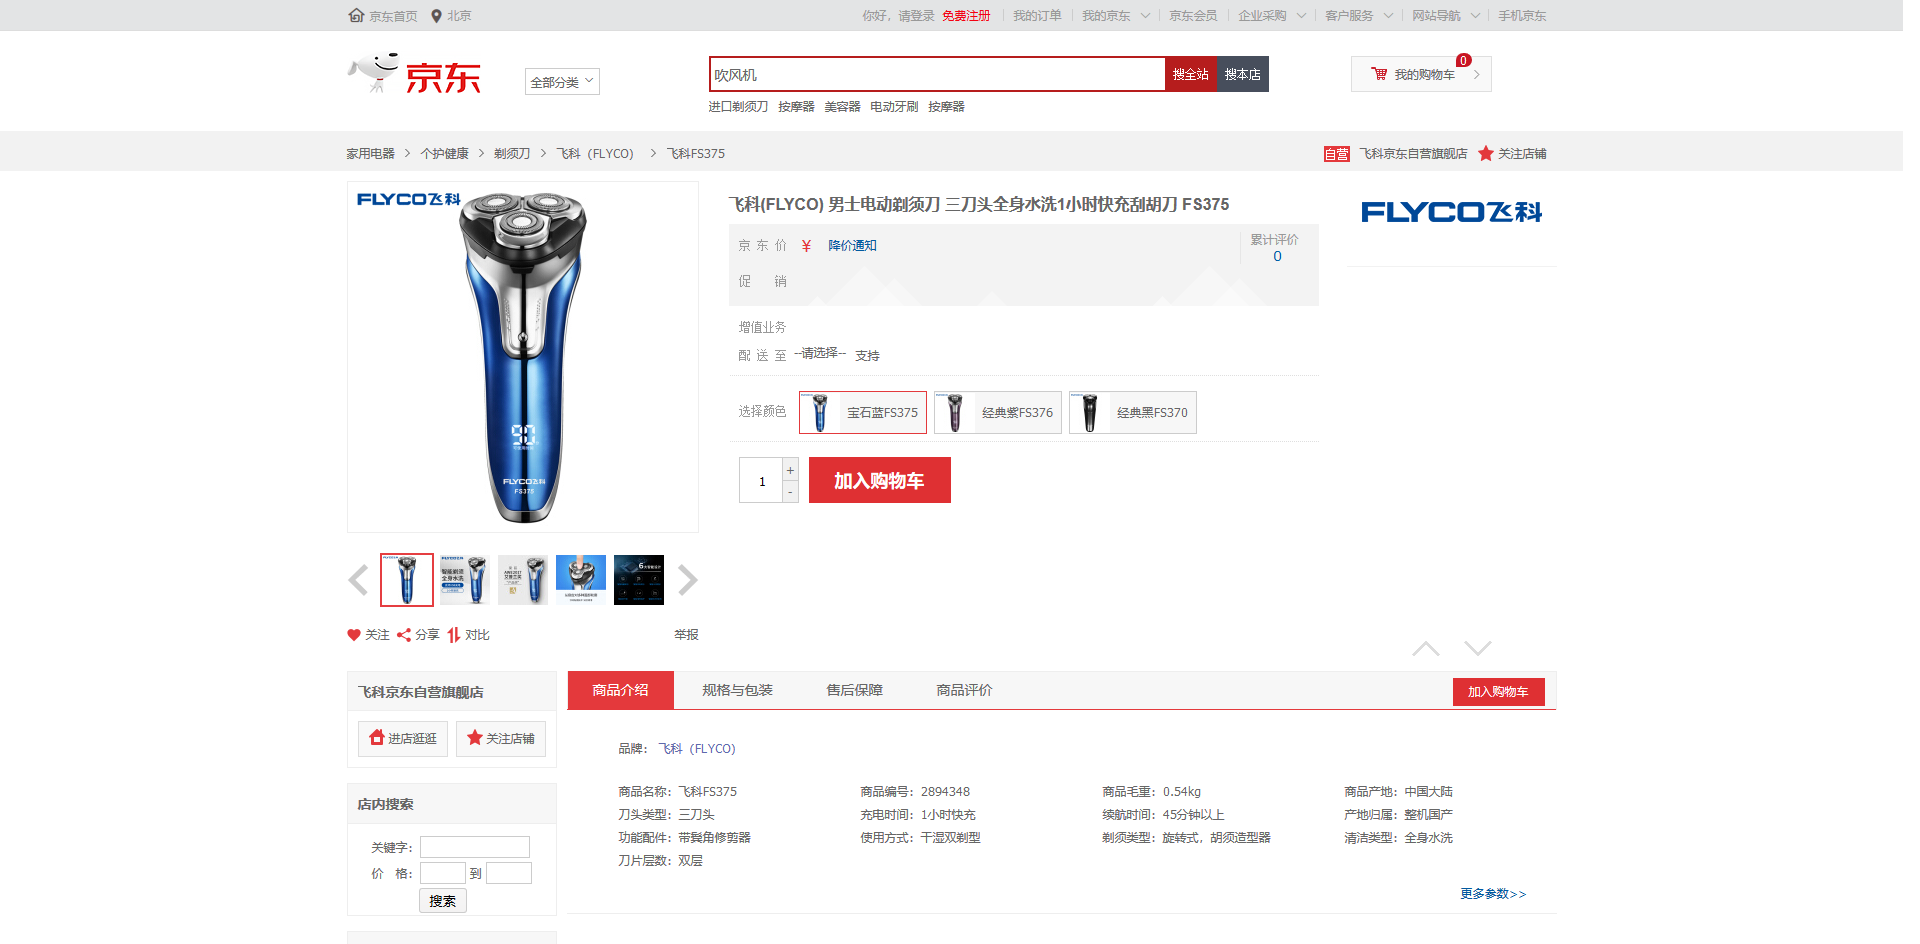 京东首页 北京 你好，请登录 免费注册 我的订单 我的京东 京东会员 企业采购 客户服务 网站导航 手机京东
京东 全部分类 吹风机 搜全站 搜本店 我的购物车 0
进口剃须刀 按摩器 美容器 电动牙刷 按摩器
家用电器 > 个护健康 > 剃须刀 > 飞科（FLYCO） > 飞科FS375 自营 飞科京东自营旗舰店 关注店铺
FLYCO飞科
90
FLYCO飞科
FS375
飞科(FLYCO) 男士电动剃须刀 三刀头全身水洗1小时快充刮胡刀 FS375
FLYCO飞科
京 东 价 ￥ 降价通知 累计评价
0
促 销
增值业务
配 送 至 --请选择-- 支持
选择颜色 宝石蓝FS375 经典紫FS376 经典黑FS370
1 + - 加入购物车
智能剃须
全身水洗
关注 分享 对比 举报
飞科京东自营旗舰店
进店逛逛 关注店铺
店内搜索
关键字：
价 格： 到
搜索
商品介绍 规格与包装 售后保障 商品评价 加入购物车
品牌： 飞科（FLYCO）
商品名称：飞科FS375 商品编号：2894348 商品毛重：0.54kg 商品产地：中国大陆
刀头类型：三刀头 充电时间：1小时快充 续航时间：45分钟以上 产地归属：整机国产
功能配件：带鬓角修剪器 使用方式：干湿双剃型 剃须类型：旋转式，胡须造型器 清洁类型：全身水洗
刀片层数：双层
更多参数>>